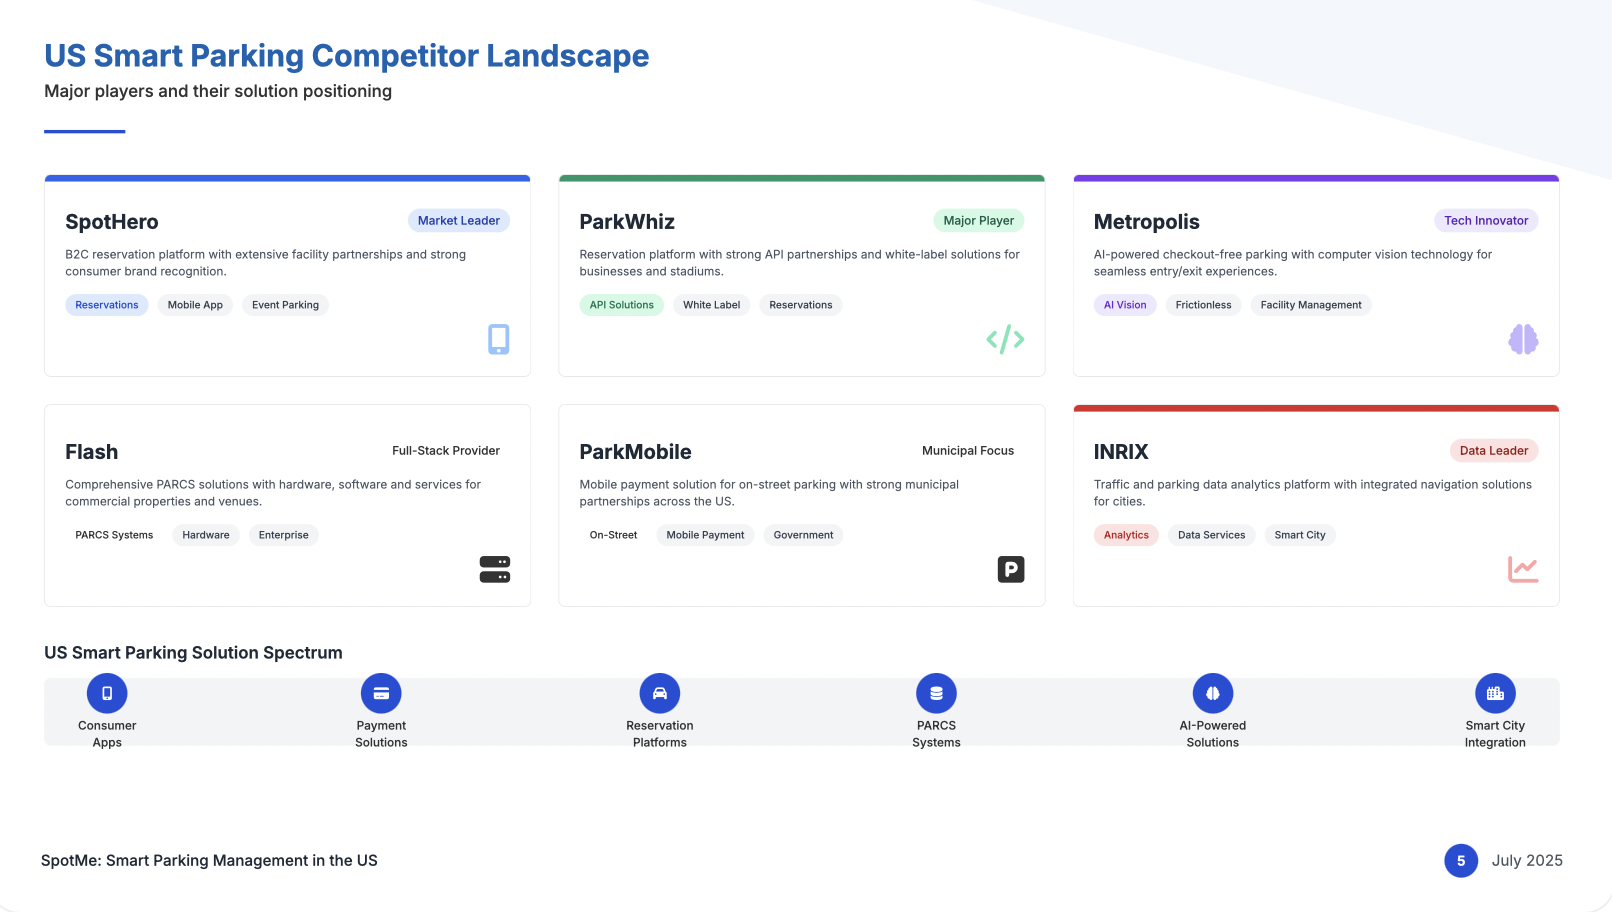 US Smart Parking Competitor Landscape
Major players and their solution positioning
SpotHero
Market Leader
B2C reservation platform with extensive facility partnerships and strong
consumer brand recognition.
Reservations Mobile App Event Parking
ParkWhiz
Major Player
Reservation platform with strong API partnerships and white-label solutions for
businesses and stadiums.
API Solutions White Label Reservations
Metropolis
Tech Innovator
AI-powered checkout-free parking with computer vision technology for
seamless entry/exit experiences.
AI Vision Frictionless Facility Management
Flash
Full-Stack Provider
Comprehensive PARCS solutions with hardware, software and services for
commercial properties and venues.
PARCS Systems Hardware Enterprise
ParkMobile
Municipal Focus
Mobile payment solution for on-street parking with strong municipal
partnerships across the US.
On-Street Mobile Payment Government
P
INRIX
Data Leader
Traffic and parking data analytics platform with integrated navigation solutions
for cities.
Analytics Data Services Smart City
US Smart Parking Solution Spectrum
Consumer
Apps
Payment
Solutions
Reservation
Platforms
PARCS
Systems
AI-Powered
Solutions
Smart City
Integration
SpotMe: Smart Parking Management in the US
5 July 2025